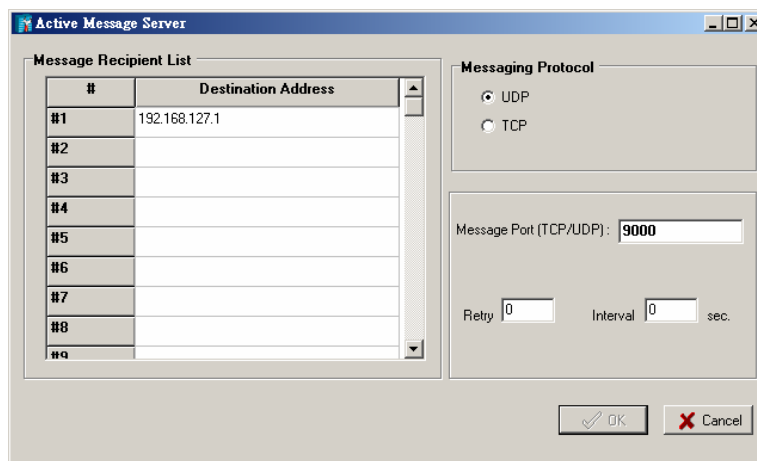 Active Message Server
Message Recipient List
# Destination Address
#1 192.168.127.1
#2
#3
#4
#5
#6
#7
#8
#9
Messaging Protocol
UDP
TCP
Message Port (TCP/UDP) : 9000
Retry 0 Interval 0 sec.
OK Cancel